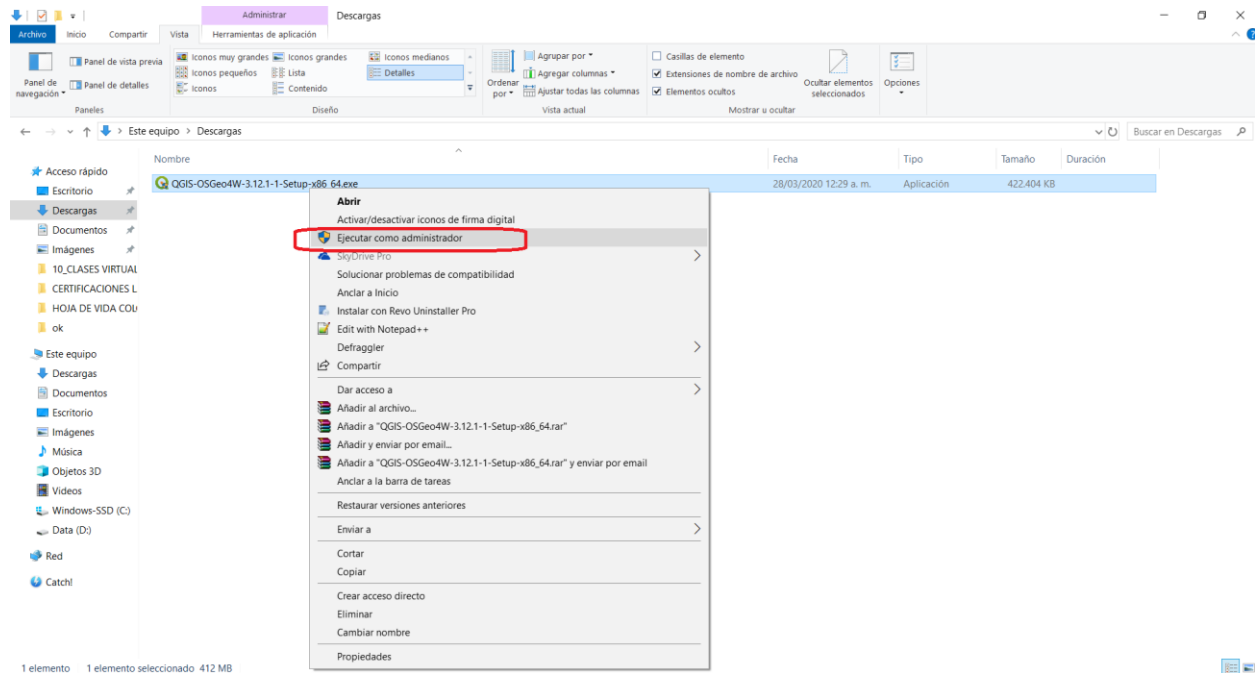 Administrar
Descargas
Archivo
Inicio
Compartir
Vista
Herramientas de aplicación
Panel de navegación
Panel de vista previa
Panel de detalles
Paneles
Iconos muy grandes
Iconos grandes
Iconos medianos
Iconos pequeños
Lista
Detalles
Iconos
Contenido
Diseño
Ordenar por
Agrupar por
Agregar columnas
Ajustar todas las columnas
Vista actual
Casillas de elemento
Extensiones de nombre de archivo
Elementos ocultos
Ocultar elementos seleccionados
Mostrar u ocultar
Opciones
Este equipo > Descargas
Buscar en Descargas
Nombre
Fecha
Tipo
Tamaño
Duración
QGIS-OSGeo4W-3.12.1-1-Setup-x86_64.exe
28/03/2020 12:29 a. m.
Aplicación
422.404 KB
Acceso rápido
Escritorio
Descargas
Documentos
Imágenes
10_CLASES VIRTUAL
CERTIFICACIONES L
HOJA DE VIDA COL
ok
Este equipo
Descargas
Documentos
Escritorio
Imágenes
Música
Objetos 3D
Videos
Windows-SSD (C:)
Data (D:)
Red
Catch!
Abrir
Activar/desactivar iconos de firma digital
Ejecutar como administrador
SkyDrive Pro
Solucionar problemas de compatibilidad
Anclar a Inicio
Instalar con Revo Uninstaller Pro
Edit with Notepad++
Defraggler
Compartir
Dar acceso a
Añadir al archivo...
Añadir a "QGIS-OSGeo4W-3.12.1-1-Setup-x86_64.rar"
Añadir y enviar por email...
Añadir a "QGIS-OSGeo4W-3.12.1-1-Setup-x86_64.rar" y enviar por email
Anclar a la barra de tareas
Restaurar versiones anteriores
Enviar a
Cortar
Copiar
Crear acceso directo
Eliminar
Cambiar nombre
Propiedades
1 elemento
1 elemento seleccionado 412 MB